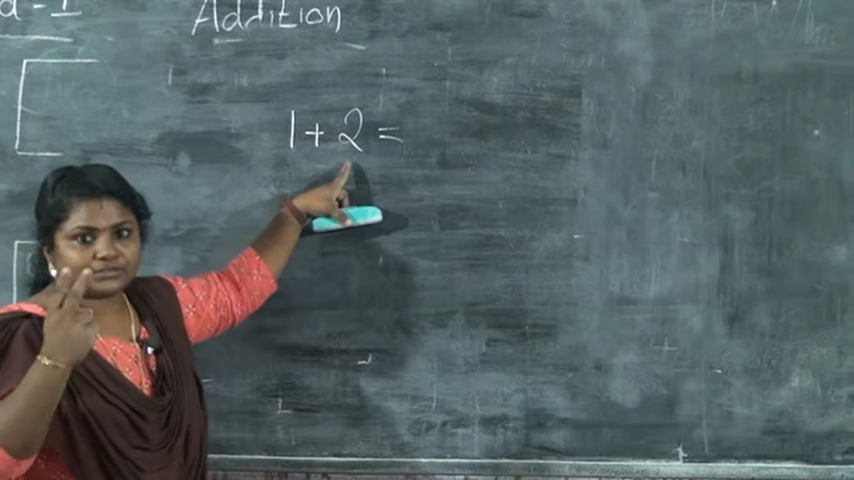 Addition
1 + 2 =